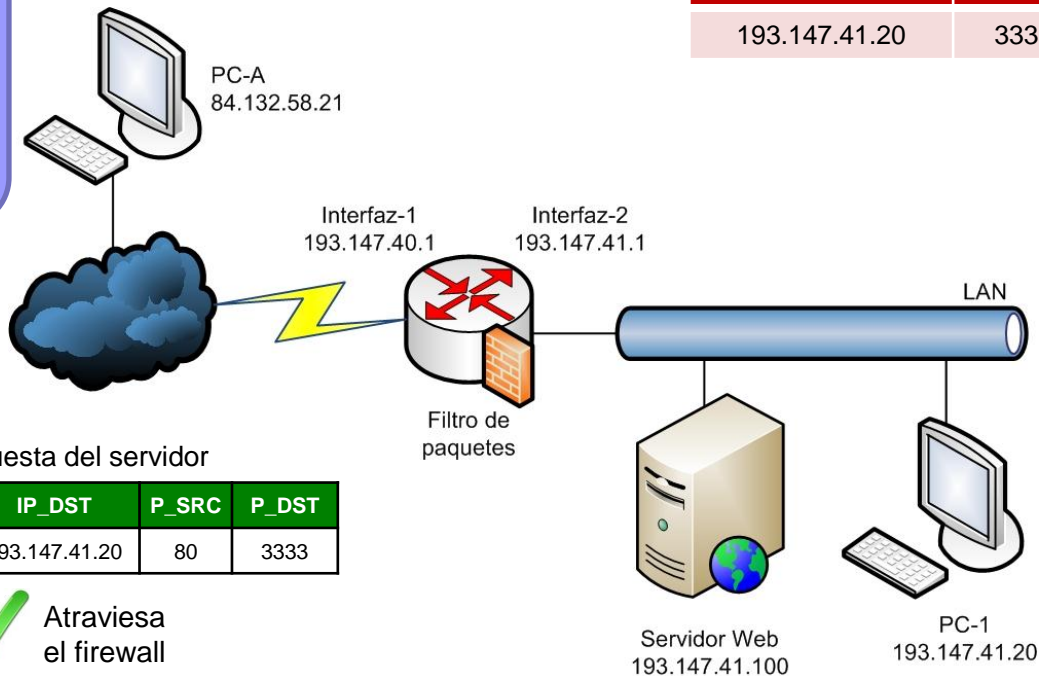 193.147.41.20 333
PC-A
84.132.58.21
Interfaz-1
193.147.40.1
Interfaz-2
193.147.41.1
LAN
Filtro de
paquetes
uesta del servidor
IP_DST P_SRC P_DST
93.147.41.20 80 3333
Atraviesa
el firewall
Servidor Web
193.147.41.100
PC-1
193.147.41.20